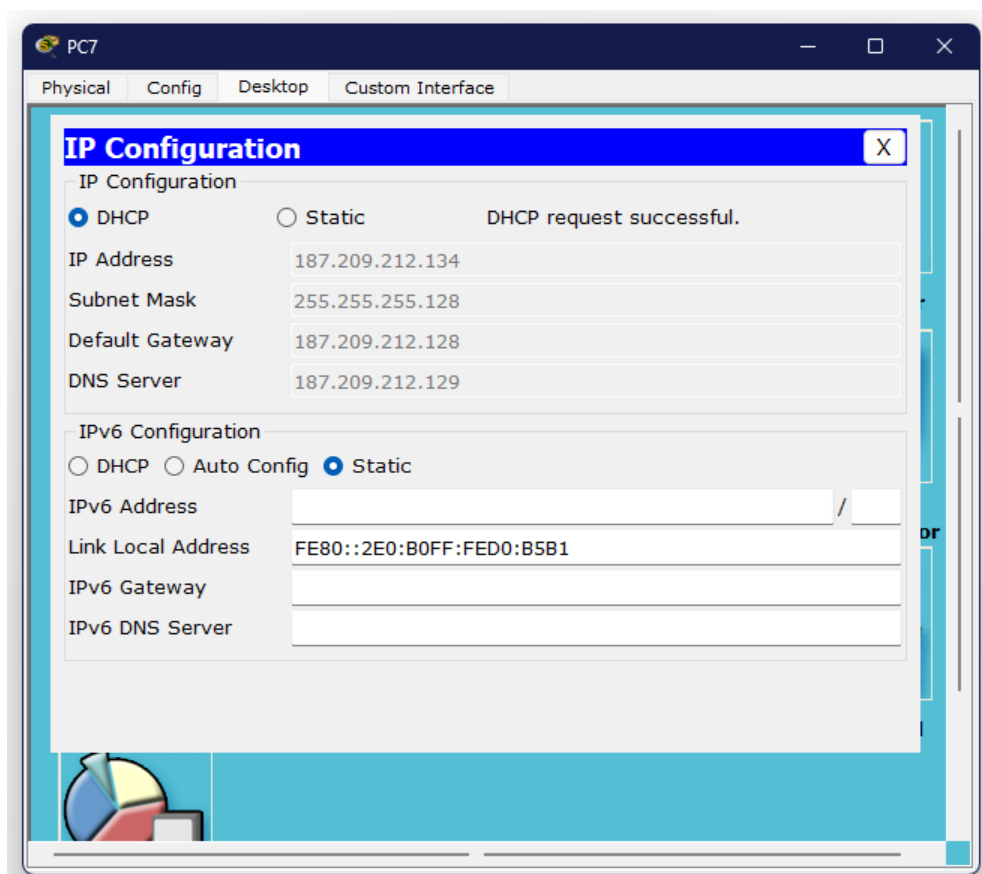 PC7
Physical Config Desktop Custom Interface
IP Configuration X
IP Configuration
DHCP Static DHCP request successful.
IP Address 187.209.212.134
Subnet Mask 255.255.255.128
Default Gateway 187.209.212.128
DNS Server 187.209.212.129
IPv6 Configuration
DHCP Auto Config Static
IPv6 Address /
Link Local Address FE80::2E0:B0FF:FED0:B5B1
or
IPv6 Gateway
IPv6 DNS Server